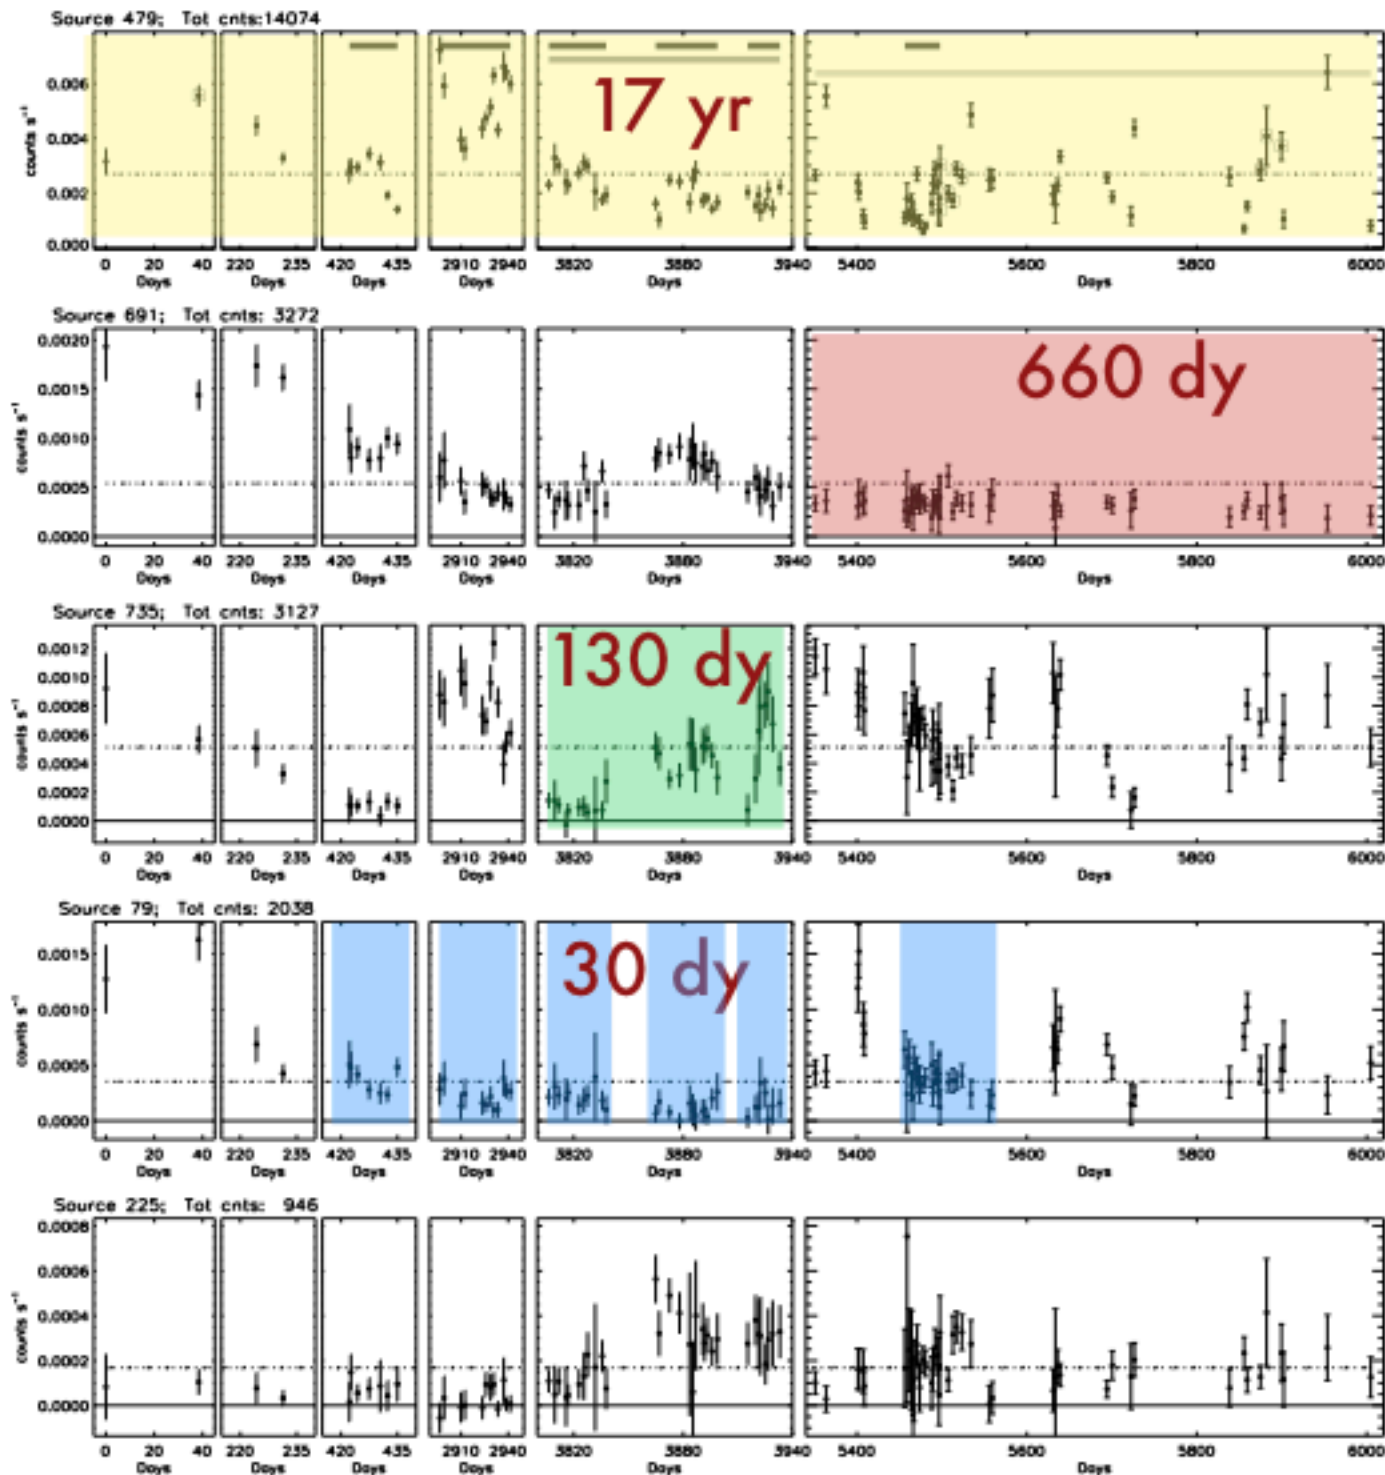 Source 479; Tot cnts:14074
17 yr
counts s⁻¹
0.006
0.004
0.002
0.000
0 20 40 220 235 420 435 2910 2940 3820 3880 3940 5400 5600 5800 6000
Days Days Days Days Days Days
Source 691; Tot cnts: 3272
660 dy
counts s⁻¹
0.0020
0.0015
0.0010
0.0005
0.0000
0 20 40 220 235 420 435 2910 2940 3820 3880 3940 5400 5600 5800 6000
Days Days Days Days Days Days
Source 735; Tot cnts: 3127
130 dy
counts s⁻¹
0.0012
0.0010
0.0008
0.0006
0.0004
0.0002
0.0000
0 20 40 220 235 420 435 2910 2940 3820 3880 3940 5400 5600 5800 6000
Days Days Days Days Days Days
Source 79; Tot cnts: 2038
30 dy
counts s⁻¹
0.0015
0.0010
0.0005
0.0000
0 20 40 220 235 420 435 2910 2940 3820 3880 3940 5400 5600 5800 6000
Days Days Days Days Days Days
Source 225; Tot cnts: 946
counts s⁻¹
0.0008
0.0006
0.0004
0.0002
0.0000
0 20 40 220 235 420 435 2910 2940 3820 3880 3940 5400 5600 5800 6000
Days Days Days Days Days Days